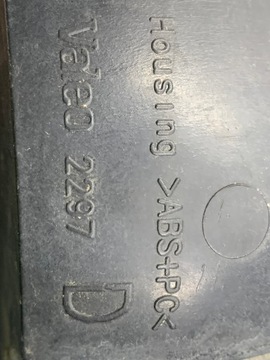 Housing >ABS+PC<
Valeo 2297 D